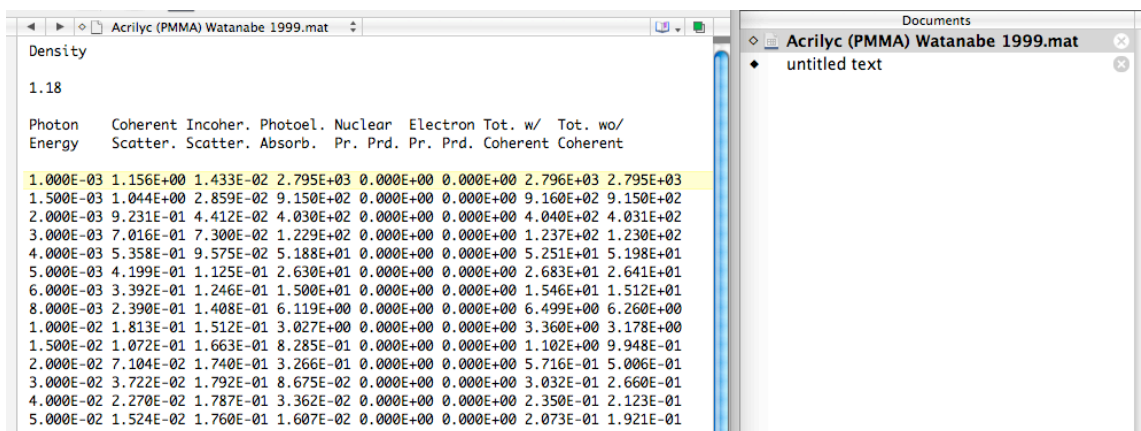 Acrilyc (PMMA) Watanabe 1999.mat
Density
1.18
Photon Coherent Incoher. Photoel. Nuclear Electron Tot. w/ Tot. wo/
Energy Scatter. Scatter. Absorb. Pr. Prd. Pr. Prd. Coherent Coherent
1.000E-03 1.156E+00 1.433E-02 2.795E+03 0.000E+00 0.000E+00 2.796E+03 2.795E+03
1.500E-03 1.044E+00 2.859E-02 9.150E+02 0.000E+00 0.000E+00 9.160E+02 9.150E+02
2.000E-03 9.231E-01 4.412E-02 4.030E+02 0.000E+00 0.000E+00 4.040E+02 4.031E+02
3.000E-03 7.016E-01 7.300E-02 1.229E+02 0.000E+00 0.000E+00 1.237E+02 1.230E+02
4.000E-03 5.358E-01 9.575E-02 5.188E+01 0.000E+00 0.000E+00 5.251E+01 5.198E+01
5.000E-03 4.199E-01 1.125E-01 2.630E+01 0.000E+00 0.000E+00 2.683E+01 2.641E+01
6.000E-03 3.392E-01 1.246E-01 1.500E+01 0.000E+00 0.000E+00 1.546E+01 1.512E+01
8.000E-03 2.390E-01 1.408E-01 6.119E+00 0.000E+00 0.000E+00 6.499E+00 6.260E+00
1.000E-02 1.813E-01 1.512E-01 3.027E+00 0.000E+00 0.000E+00 3.360E+00 3.178E+00
1.500E-02 1.072E-01 1.663E-01 8.285E-01 0.000E+00 0.000E+00 1.102E+00 9.948E-01
2.000E-02 7.104E-02 1.740E-01 3.266E-01 0.000E+00 0.000E+00 5.716E-01 5.006E-01
3.000E-02 3.722E-02 1.792E-01 8.675E-02 0.000E+00 0.000E+00 3.032E-01 2.660E-01
4.000E-02 2.270E-02 1.787E-01 3.362E-02 0.000E+00 0.000E+00 2.350E-01 2.123E-01
5.000E-02 1.524E-02 1.760E-01 1.607E-02 0.000E+00 0.000E+00 2.073E-01 1.921E-01
Documents
Acrilyc (PMMA) Watanabe 1999.mat
untitled text